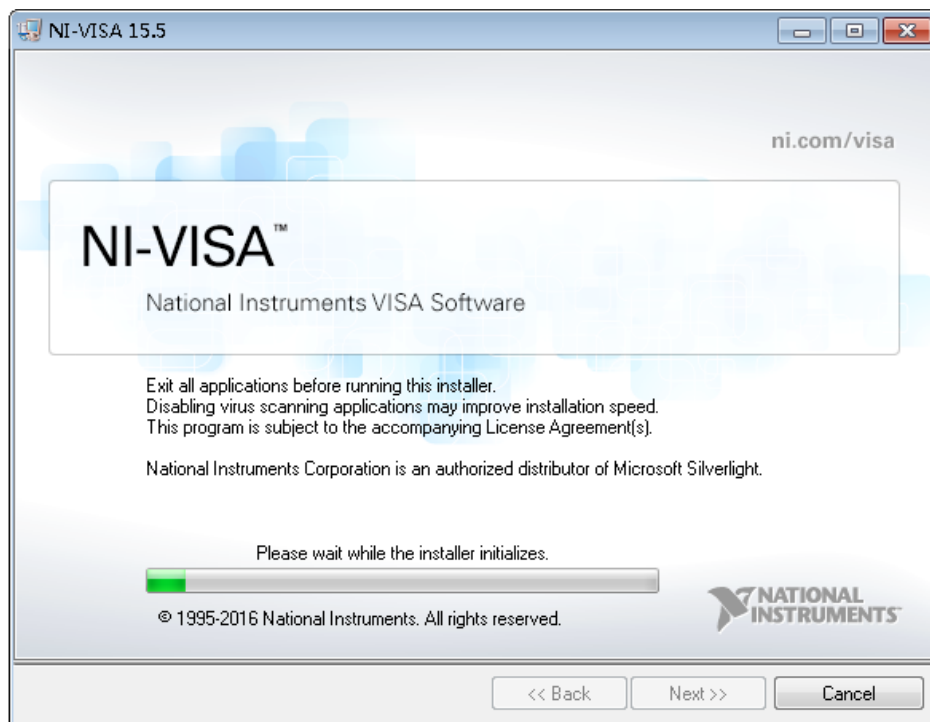 NI-VISA 15.5
ni.com/visa
NI-VISA™
National Instruments VISA Software
Exit all applications before running this installer.
Disabling virus scanning applications may improve installation speed.
This program is subject to the accompanying License Agreement(s).
National Instruments Corporation is an authorized distributor of Microsoft Silverlight.
Please wait while the installer initializes.
© 1995-2016 National Instruments. All rights reserved.
NATIONAL
INSTRUMENTS™
<< Back
Next >>
Cancel